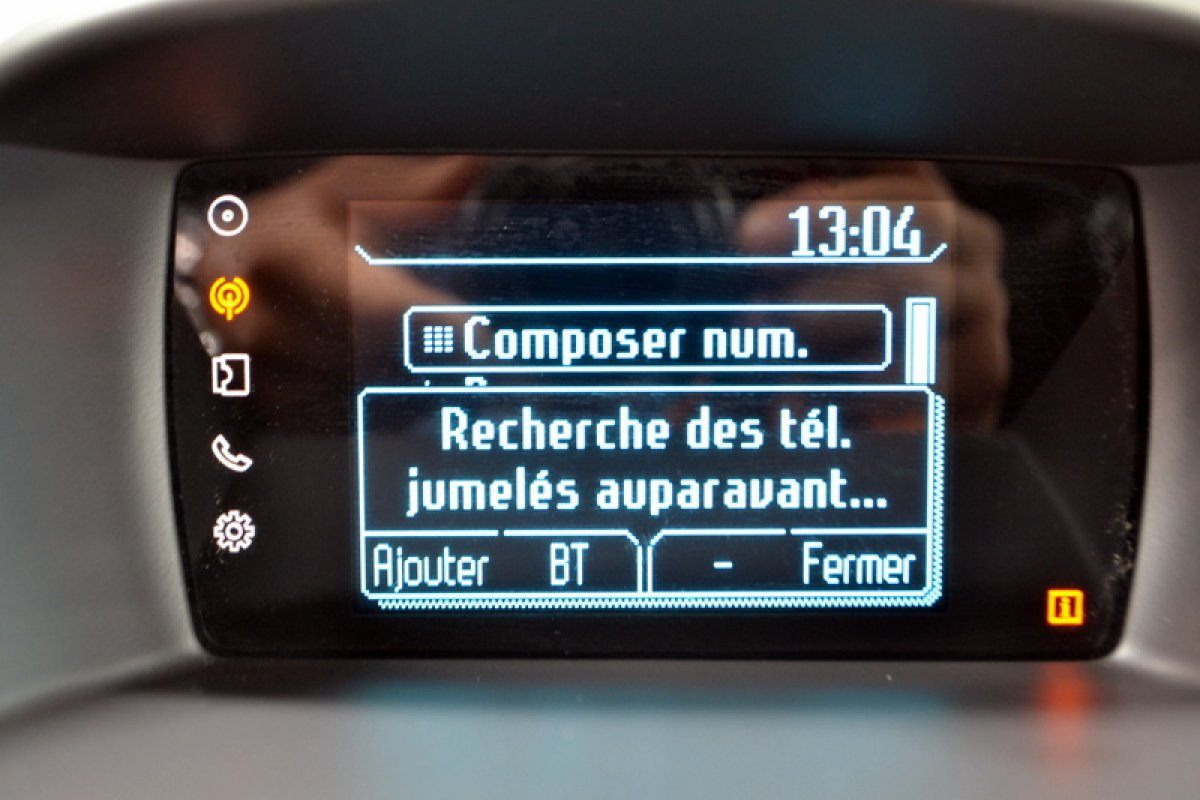 13:04
Composer num.
Recherche des tél.
jumelés auparavant...
Ajouter BT - Fermer